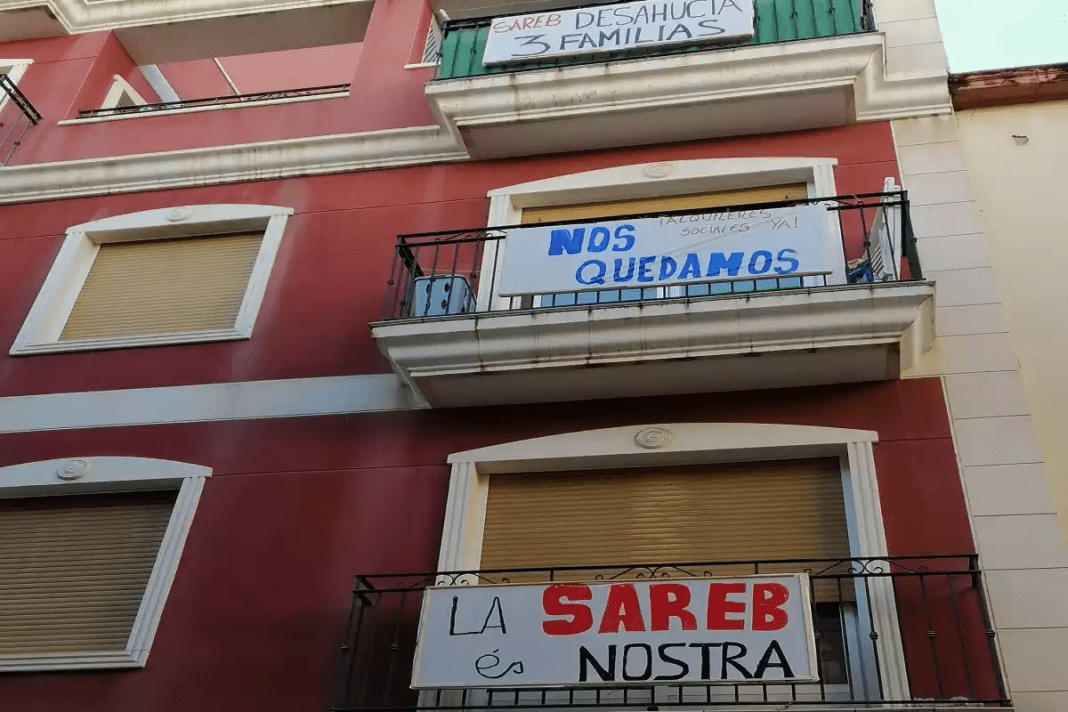 SAREB DESAHUCIA
3 FAMILIAS
¡ALQUILERES
SOCIALES YA!
NOS
QUEDAMOS
LA SAREB
és NOSTRA